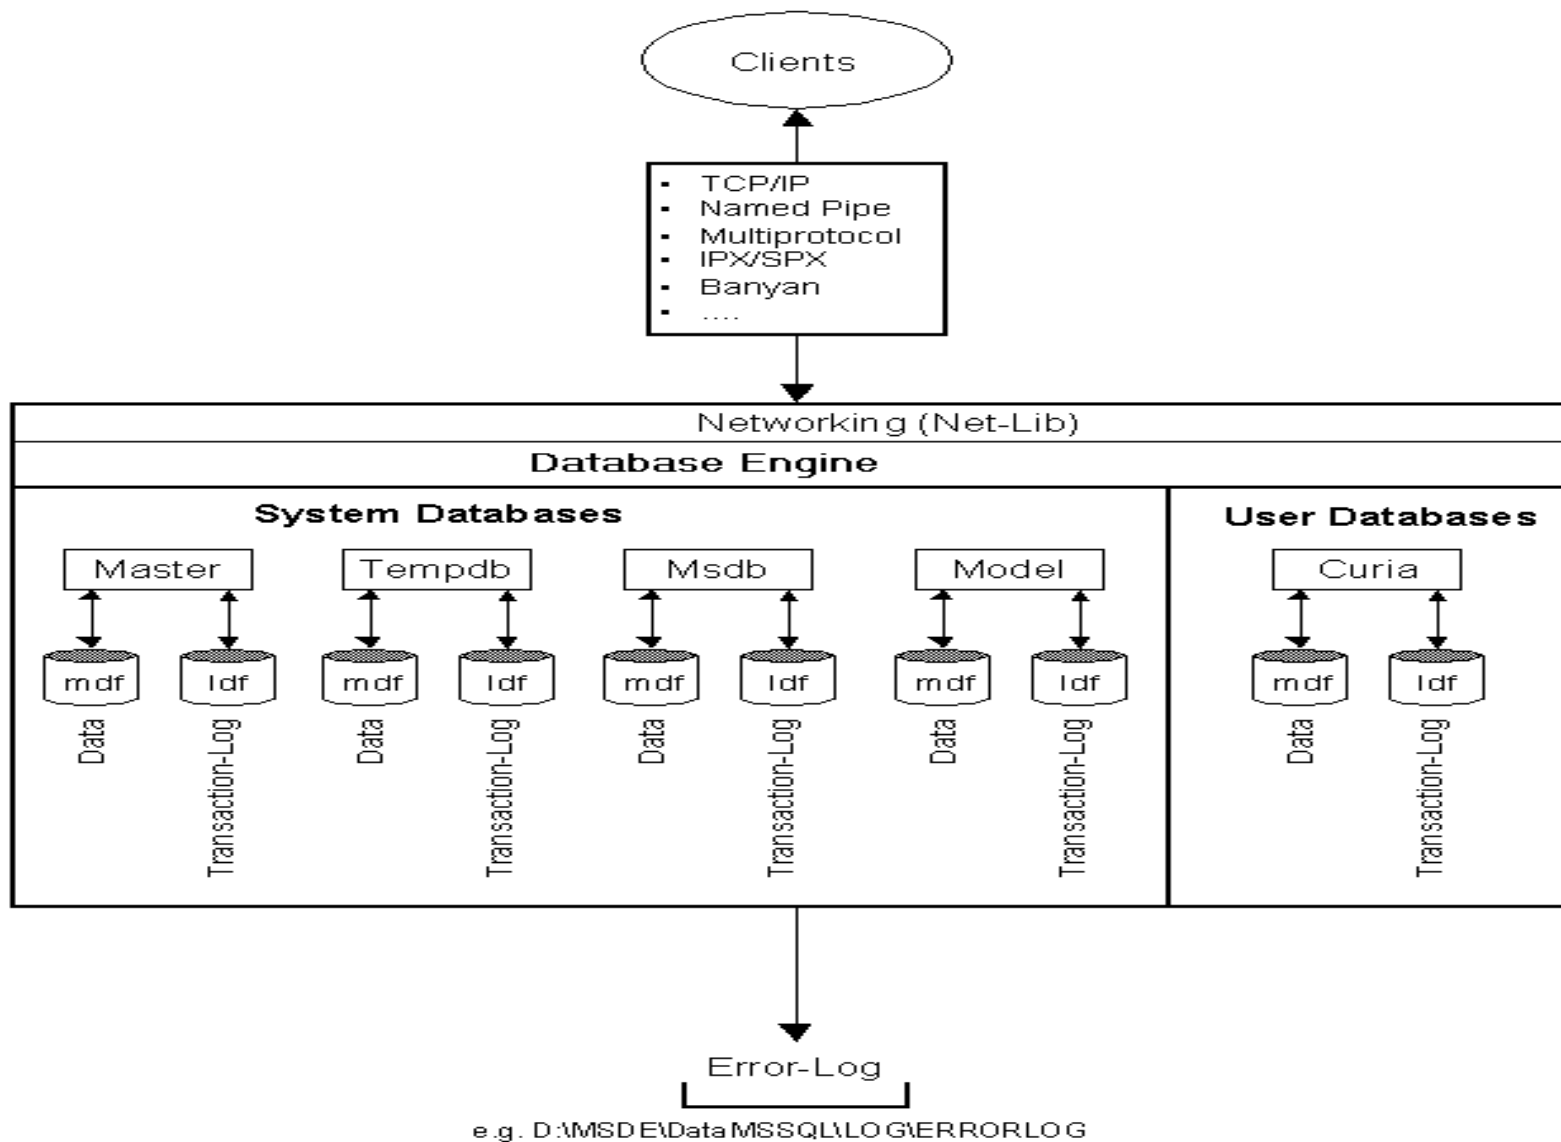 Clients
▪ TCP/IP
▪ Named Pipe
▪ Multiprotocol
▪ IPX/SPX
▪ Banyan
▪ ....
Networking (Net-Lib)
Database Engine
System Databases
User Databases
Master
Tempdb
Msdb
Model
Curia
mdf
ldf
mdf
ldf
mdf
ldf
mdf
ldf
mdf
ldf
Data
Transaction-Log
Data
Transaction-Log
Data
Transaction-Log
Data
Transaction-Log
Data
Transaction-Log
Error-Log
e.g. D:\MSDE\Data MSSQL\LOG\ERRORLOG